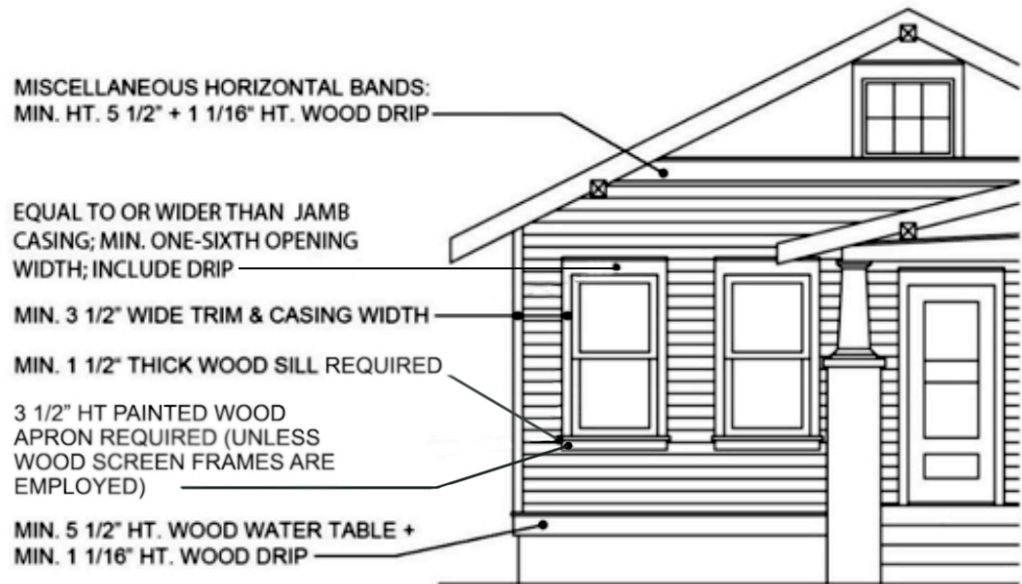 MISCELLANEOUS HORIZONTAL BANDS:
MIN. HT. 5 1/2” + 1 1/16“ HT. WOOD DRIP
EQUAL TO OR WIDER THAN JAMB
CASING; MIN. ONE-SIXTH OPENING
WIDTH; INCLUDE DRIP
MIN. 3 1/2” WIDE TRIM & CASING WIDTH
MIN. 1 1/2“ THICK WOOD SILL REQUIRED
3 1/2” HT PAINTED WOOD
APRON REQUIRED (UNLESS
WOOD SCREEN FRAMES ARE
EMPLOYED)
MIN. 5 1/2” HT. WOOD WATER TABLE +
MIN. 1 1/16” HT. WOOD DRIP